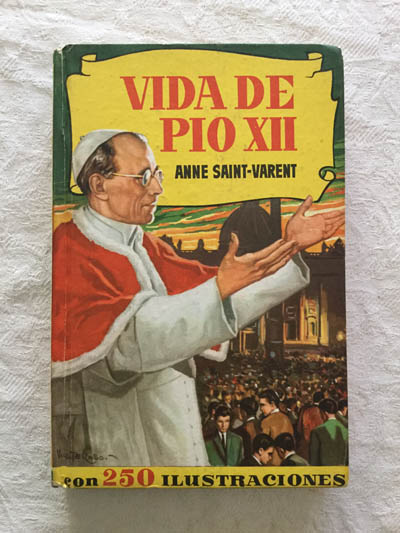 VIDA DE
PIO XII
ANNE SAINT-VARENT
con 250 ILUSTRACIONES